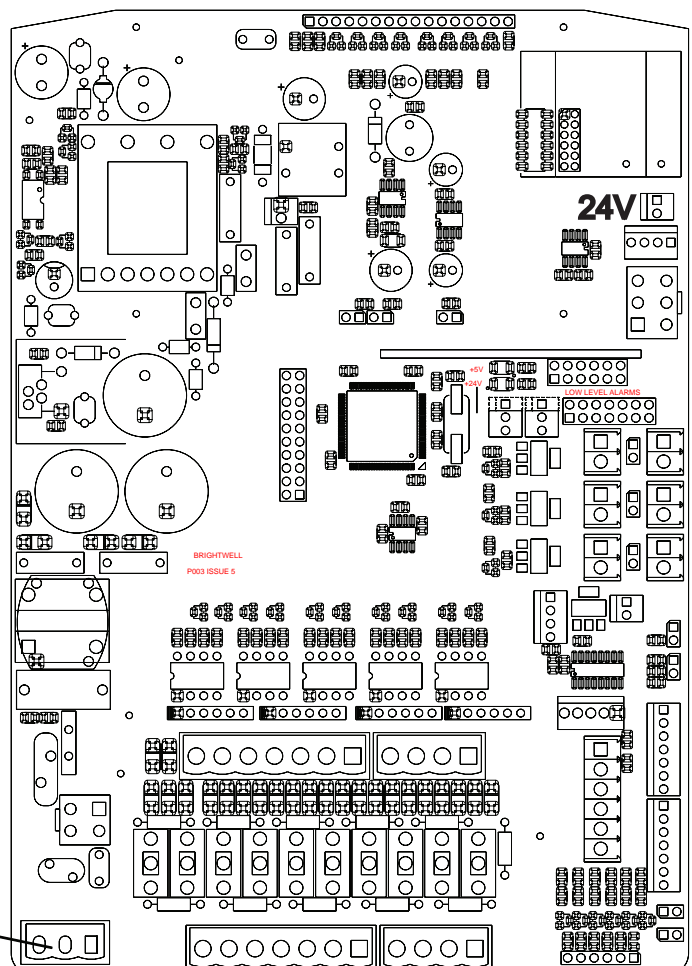 24V
+5V
+24V
LOW LEVEL ALARMS
BRIGHTWELL
P003 ISSUE 5